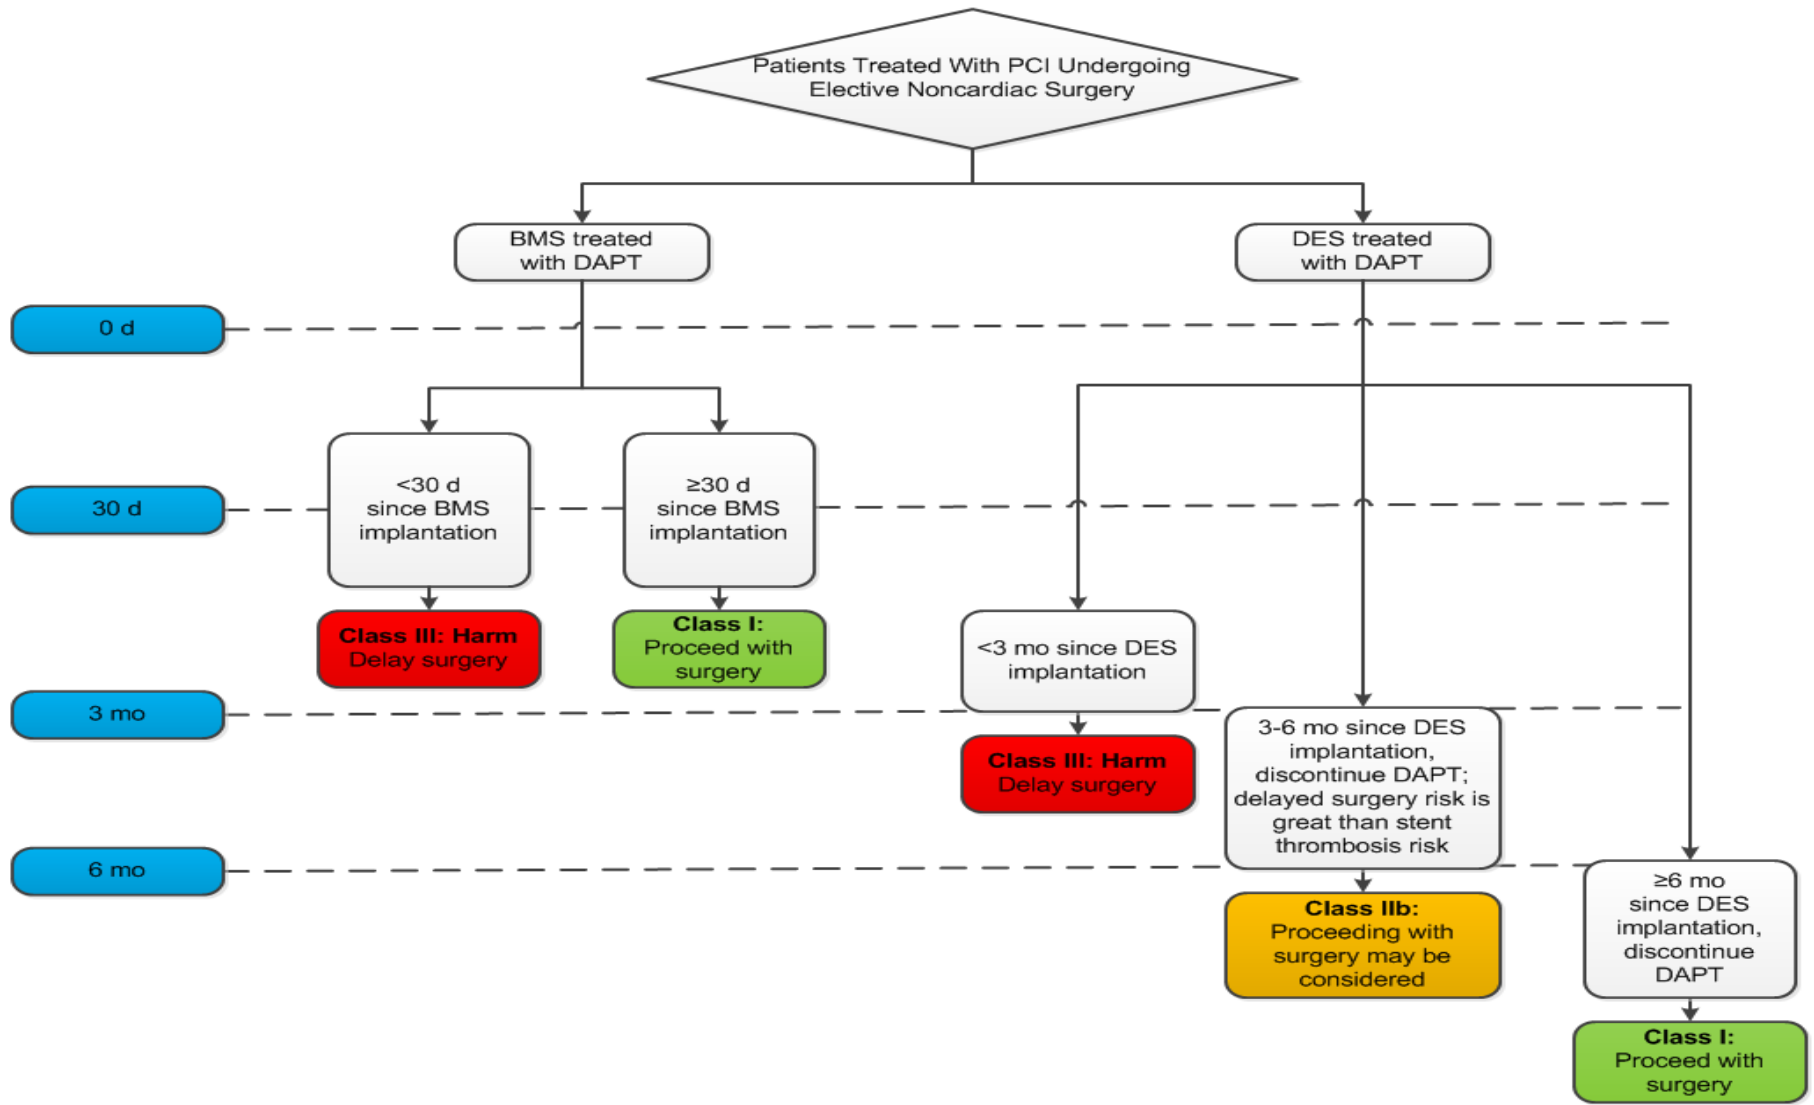 Patients Treated With PCI Undergoing
Elective Noncardiac Surgery
BMS treated
with DAPT
DES treated
with DAPT
0 d
30 d
<30 d
since BMS
implantation
≥30 d
since BMS
implantation
Class III: Harm
Delay surgery
Class I:
Proceed with
surgery
<3 mo since DES
implantation
3 mo
Class III: Harm
Delay surgery
3-6 mo since DES
implantation,
discontinue DAPT;
delayed surgery risk is
great than stent
thrombosis risk
6 mo
Class IIb:
Proceeding with
surgery may be
considered
≥6 mo
since DES
implantation,
discontinue
DAPT
Class I:
Proceed with
surgery